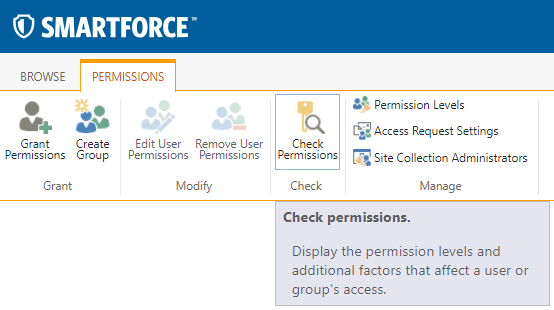 SMARTFORCE™
BROWSE PERMISSIONS
Grant Permissions
Create Group
Edit User Permissions
Remove User Permissions
Check Permissions
Permission Levels
Access Request Settings
Site Collection Administrators
Grant Modify Check Manage
Check permissions.
Display the permission levels and
additional factors that affect a user or
group's access.